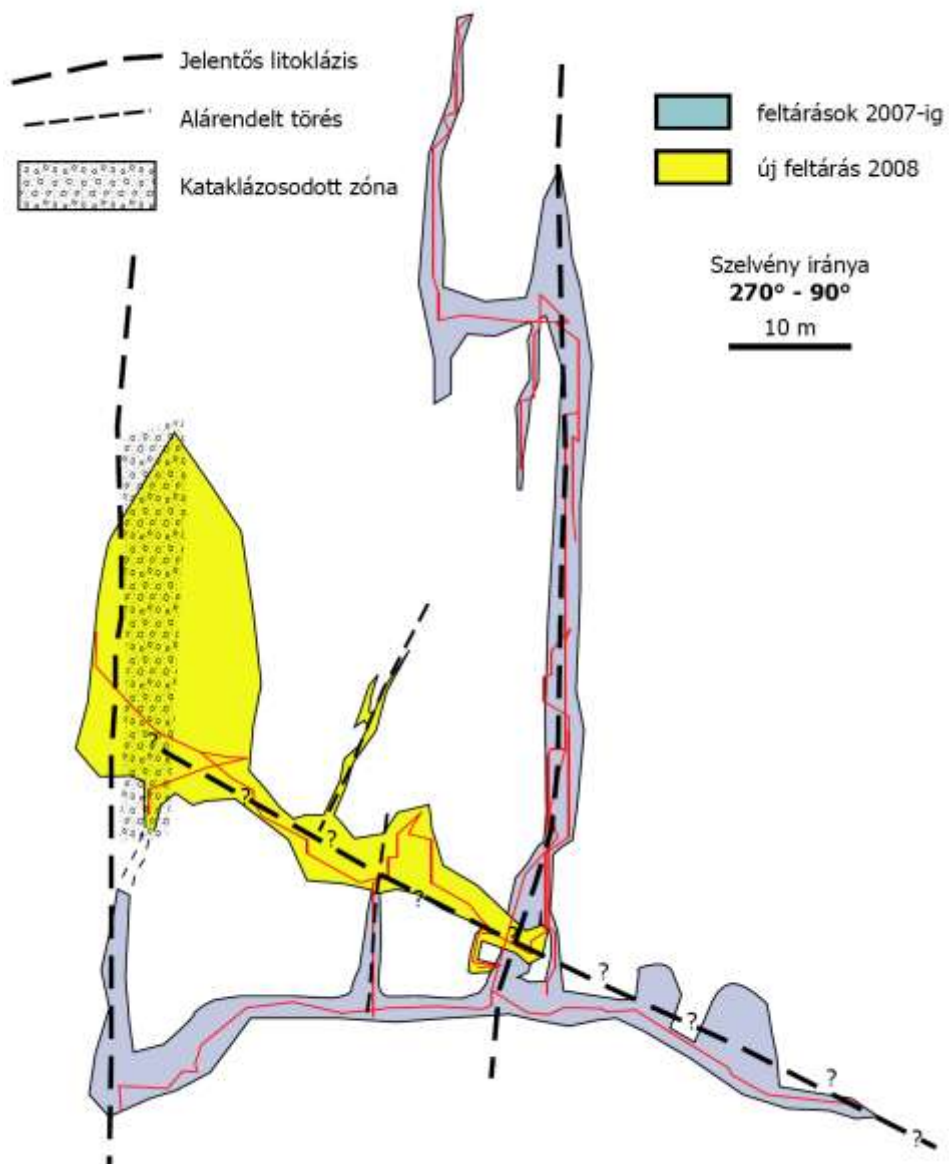 Jelentős litoklázis
Alárendelt törés
Kataklázosodott zóna
feltárások 2007-ig
új feltárás 2008
Szelvény iránya
270° - 90°
10 m
?
?
?
?
?
?
?
?
?